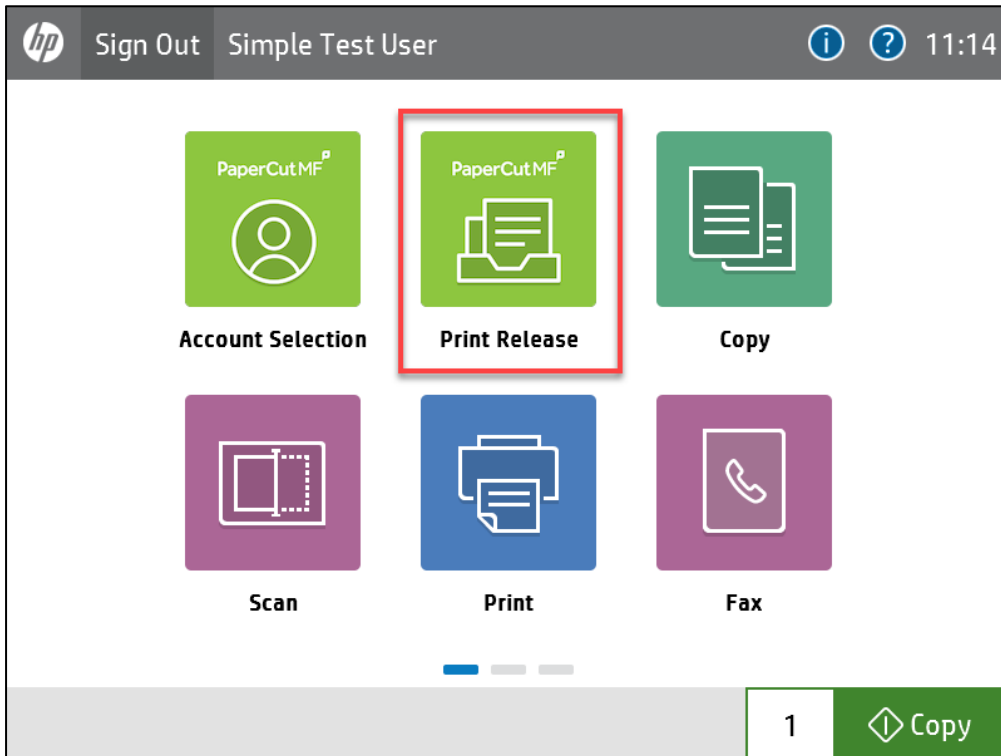 hp Sign Out Simple Test User i ? 11:14
PaperCut MF PaperCut MF
Account Selection Print Release Copy
Scan Print Fax
1 Copy